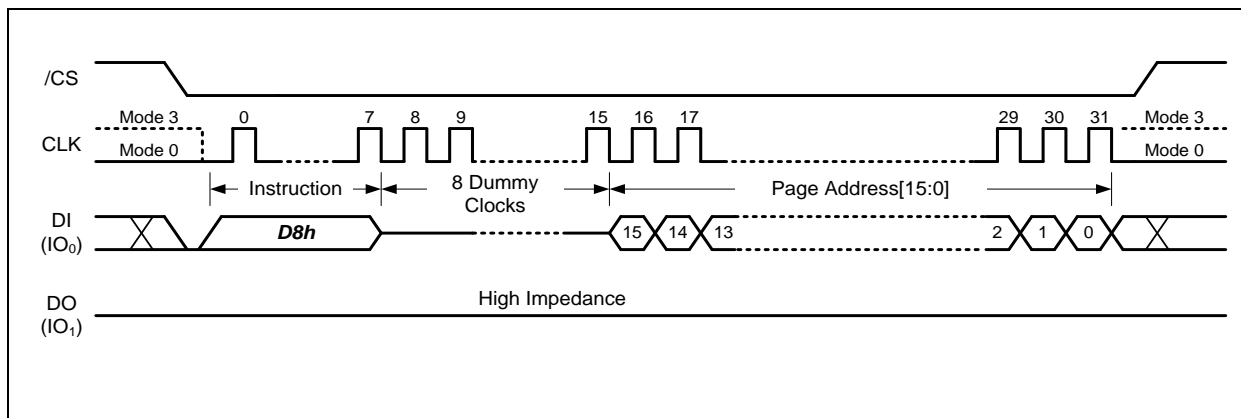 /CS
Mode 3 0 7 8 9 15 16 17 29 30 31 Mode 3
CLK
Mode 0 Mode 0
Instruction 8 Dummy Page Address[15:0]
Clocks
DI
(IO₀) D8h 15 14 13 2 1 0
DO High Impedance
(IO₁)